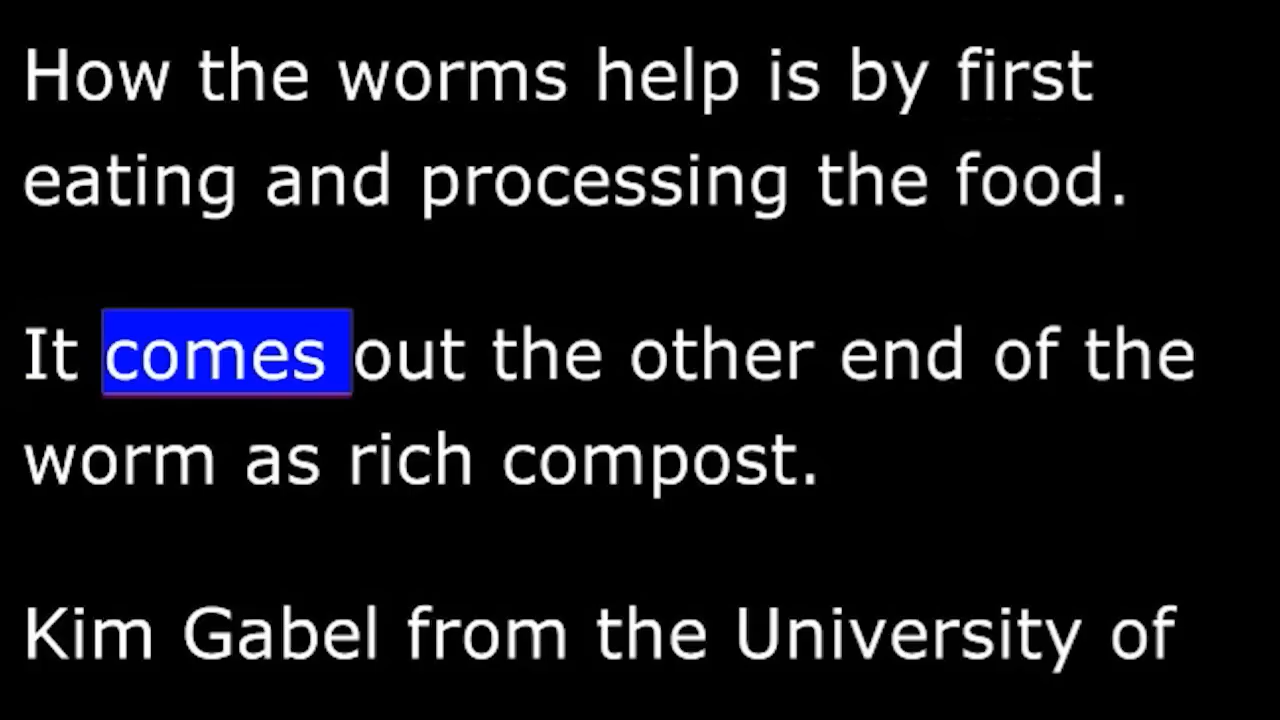 How the worms help is by first
eating and processing the food.
It comes out the other end of the
worm as rich compost.
Kim Gabel from the University of